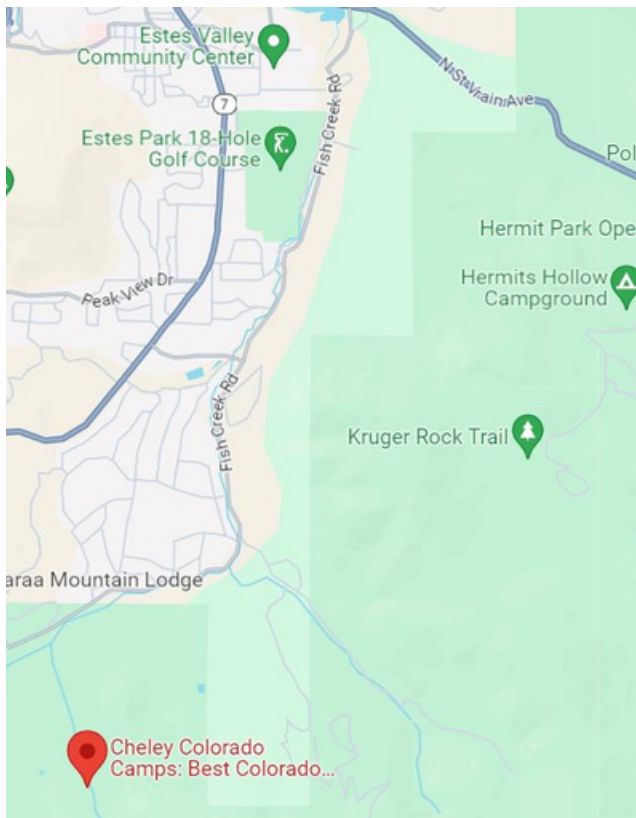 Estes Valley
Community Center
N St Vrain Ave
7
Estes Park 18-Hole
Golf Course
Fish Creek Rd
Pol
Hermit Park Ope
Hermits Hollow
Campground
Peak View Dr
Fish Creek Rd
Kruger Rock Trail
araa Mountain Lodge
Cheley Colorado
Camps: Best Colorado...